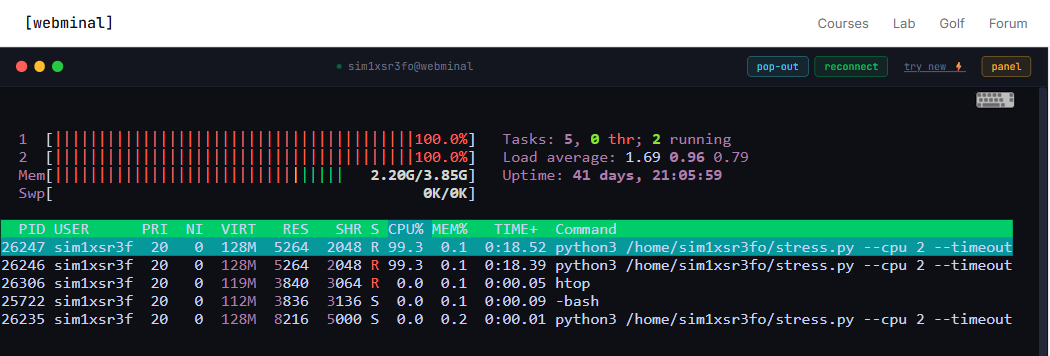 [webminal]
Courses Lab Golf Forum
sim1xsr3fo@webminal
pop-out reconnect try new panel
1 [||||||||||||||||||||||||||||||||||||||||100.0%] Tasks: 5, 0 thr; 2 running
2 [||||||||||||||||||||||||||||||||||||||||100.0%] Load average: 1.69 0.96 0.79
Mem[|||||||||||||||||||||||||||||||| 2.20G/3.85G] Uptime: 41 days, 21:05:59
Swp[ 0K/0K]
PID USER PRI NI VIRT RES SHR S CPU% MEM% TIME+ Command
26247 sim1xsr3f 20 0 128M 5264 2048 R 99.3 0.1 0:18.52 python3 /home/sim1xsr3fo/stress.py --cpu 2 --timeout
26246 sim1xsr3f 20 0 128M 5264 2048 R 99.3 0.1 0:18.39 python3 /home/sim1xsr3fo/stress.py --cpu 2 --timeout
26306 sim1xsr3f 20 0 119M 3840 3064 R 0.0 0.1 0:00.05 htop
25722 sim1xsr3f 20 0 112M 3836 3136 S 0.0 0.1 0:00.09 -bash
26235 sim1xsr3f 20 0 128M 8216 5000 S 0.0 0.2 0:00.01 python3 /home/sim1xsr3fo/stress.py --cpu 2 --timeout